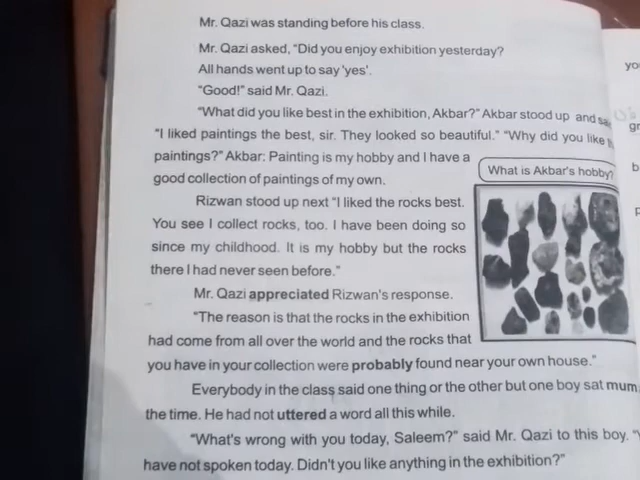 Mr. Qazi was standing before his class.
Mr. Qazi asked, "Did you enjoy exhibition yesterday?
All hands went up to say 'yes'.
"Good!" said Mr. Qazi.
"What did you like best in the exhibition, Akbar?" Akbar stood up and
"I liked paintings the best, sir. They looked so beautiful." "Why did you like
paintings?" Akbar: Painting is my hobby and I have a
good collection of paintings of my own.
What is Akbar's hobby?
Rizwan stood up next "I liked the rocks best.
You see I collect rocks, too. I have been doing so
since my childhood. It is my hobby but the rocks
there I had never seen before."
Mr. Qazi appreciated Rizwan's response.
"The reason is that the rocks in the exhibition
had come from all over the world and the rocks that
you have in your collection were probably found near your own house."
Everybody in the class said one thing or the other but one boy sat mum
the time. He had not uttered a word all this while.
"What's wrong with you today, Saleem?" said Mr. Qazi to this boy.
have not spoken today. Didn't you like anything in the exhibition?"